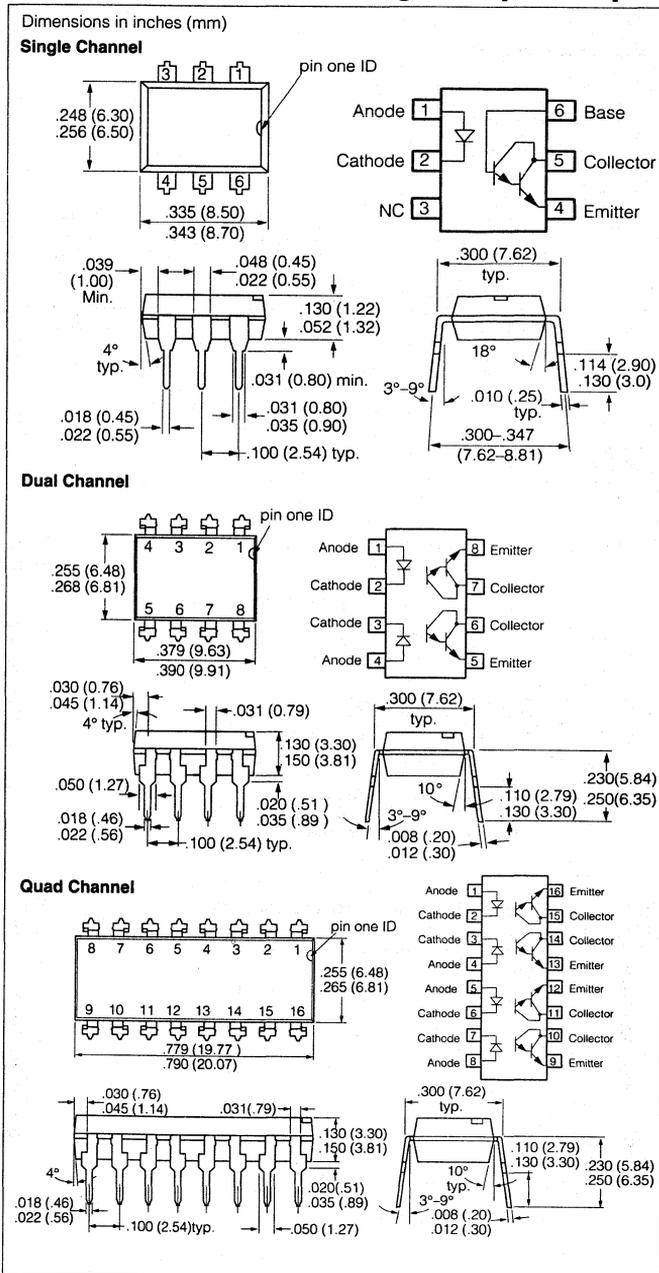 Dimensions in inches (mm)
Single Channel
pin one ID
3 2 1
.248 (6.30)
.256 (6.50)
4 5 6
.335 (8.50)
.343 (8.70)
Anode 1
Cathode 2
NC 3
6 Base
5 Collector
4 Emitter
.039
(1.00)
Min.
.048 (0.45)
.022 (0.55)
.130 (1.22)
.052 (1.32)
4°
typ.
.031 (0.80) min.
.018 (0.45)
.022 (0.55)
.031 (0.80)
.035 (0.90)
.100 (2.54) typ.
.300 (7.62)
typ.
18°
.114 (2.90)
.130 (3.0)
3°–9°
.010 (.25)
typ.
.300–.347
(7.62–8.81)
Dual Channel
pin one ID
4 3 2 1
.255 (6.48)
.268 (6.81)
5 6 7 8
.379 (9.63)
.390 (9.91)
Anode 1
Cathode 2
Cathode 3
Anode 4
8 Emitter
7 Collector
6 Collector
5 Emitter
.030 (0.76)
.045 (1.14)
4° typ.
.031 (0.79)
.130 (3.30)
.150 (3.81)
.050 (1.27)
.020 (.51 )
.035 (.89 )
.018 (.46)
.022 (.56)
.100 (2.54) typ.
.300 (7.62)
typ.
10°
.110 (2.79)
.130 (3.30)
.230(5.84)
.250(6.35)
3°–9°
.008 (.20)
.012 (.30)
Quad Channel
pin one ID
8 7 6 5 4 3 2 1
.255 (6.48)
.265 (6.81)
9 10 11 12 13 14 15 16
.779 (19.77 )
.790 (20.07)
Anode 1
Cathode 2
Cathode 3
Anode 4
Anode 5
Cathode 6
Cathode 7
Anode 8
16 Emitter
15 Collector
14 Collector
13 Emitter
12 Emitter
11 Collector
10 Collector
9 Emitter
.030 (.76)
.045 (1.14)
.031(.79)
.130 (3.30)
.150 (3.81)
4°
.020(.51)
.035 (.89)
.018 (.46)
.022 (.56)
.100 (2.54)typ.
.050 (1.27)
.300 (7.62)
typ.
.110 (2.79)
.130 (3.30)
.230 (5.84)
.250 (6.35)
10°
typ.
3°–9°
.008 (.20)
.012 (.30)